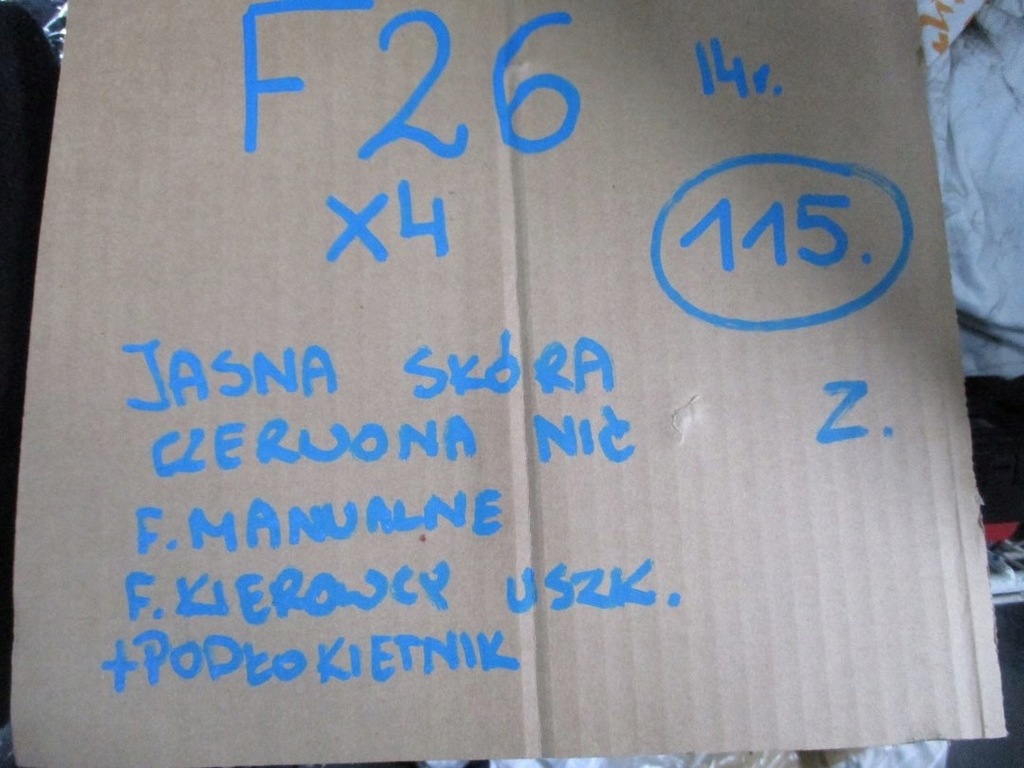 F26 14r.
X4 115.
JASNA SKÓRA
CZERWONA NIĆ Z.
F. MANUALNE
F. KIEROWCY USZK.
+PODŁOKIETNIK